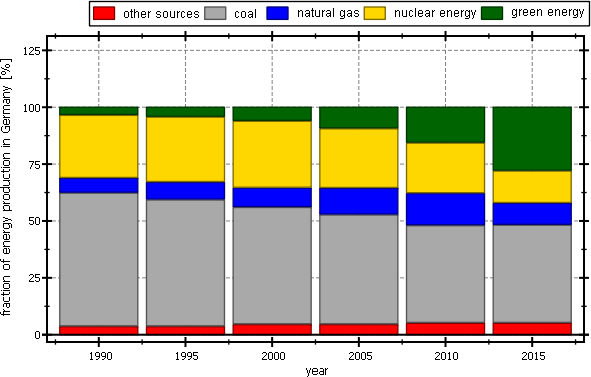 other sources coal natural gas nuclear energy green energy
fraction of energy production in Germany [%]
125
100
75
50
25
0
1990 1995 2000 2005 2010 2015
year